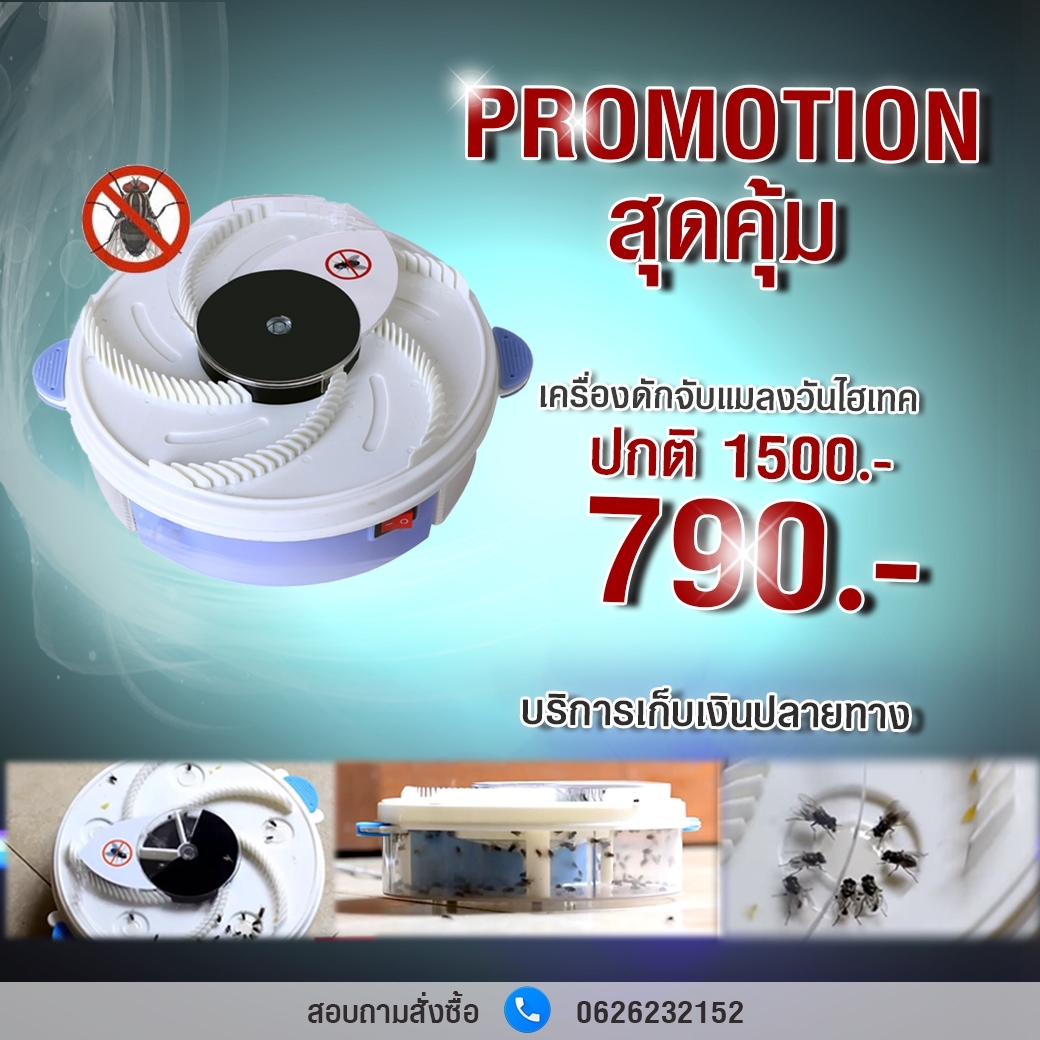 PROMOTION
สุดคุ้ม
เครื่องดักจับแมลงวันไฮเทค
ปกติ 1500.-
790.-
บริการเก็บเงินปลายทาง
สอบถามสั่งซื้อ 0626232152